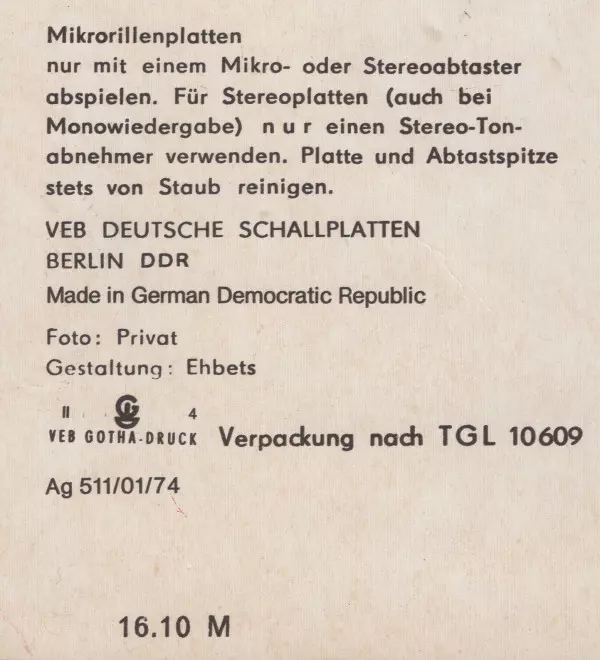 Mikrorillenplatten
nur mit einem Mikro- oder Stereoabtaster
abspielen. Für Stereoplatten (auch bei
Monowiedergabe) n u r einen Stereo-Ton-
abnehmer verwenden. Platte und Abtastspitze
stets von Staub reinigen.
VEB DEUTSCHE SCHALLPLATTEN
BERLIN DDR
Made in German Democratic Republic
Foto: Privat
Gestaltung: Ehbets
II 4
VEB GOTHA-DRUCK Verpackung nach TGL 10609
Ag 511/01/74
16.10 M